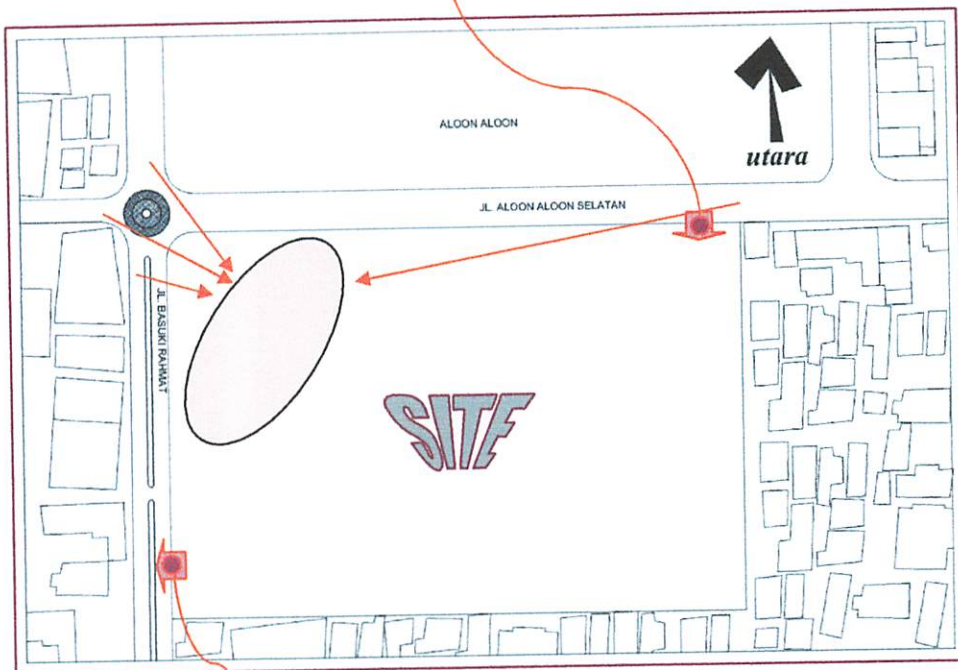 ALOON ALOON
utara
JL. ALOON ALOON SELATAN
JL. BASUKI RAHMAT
SITE